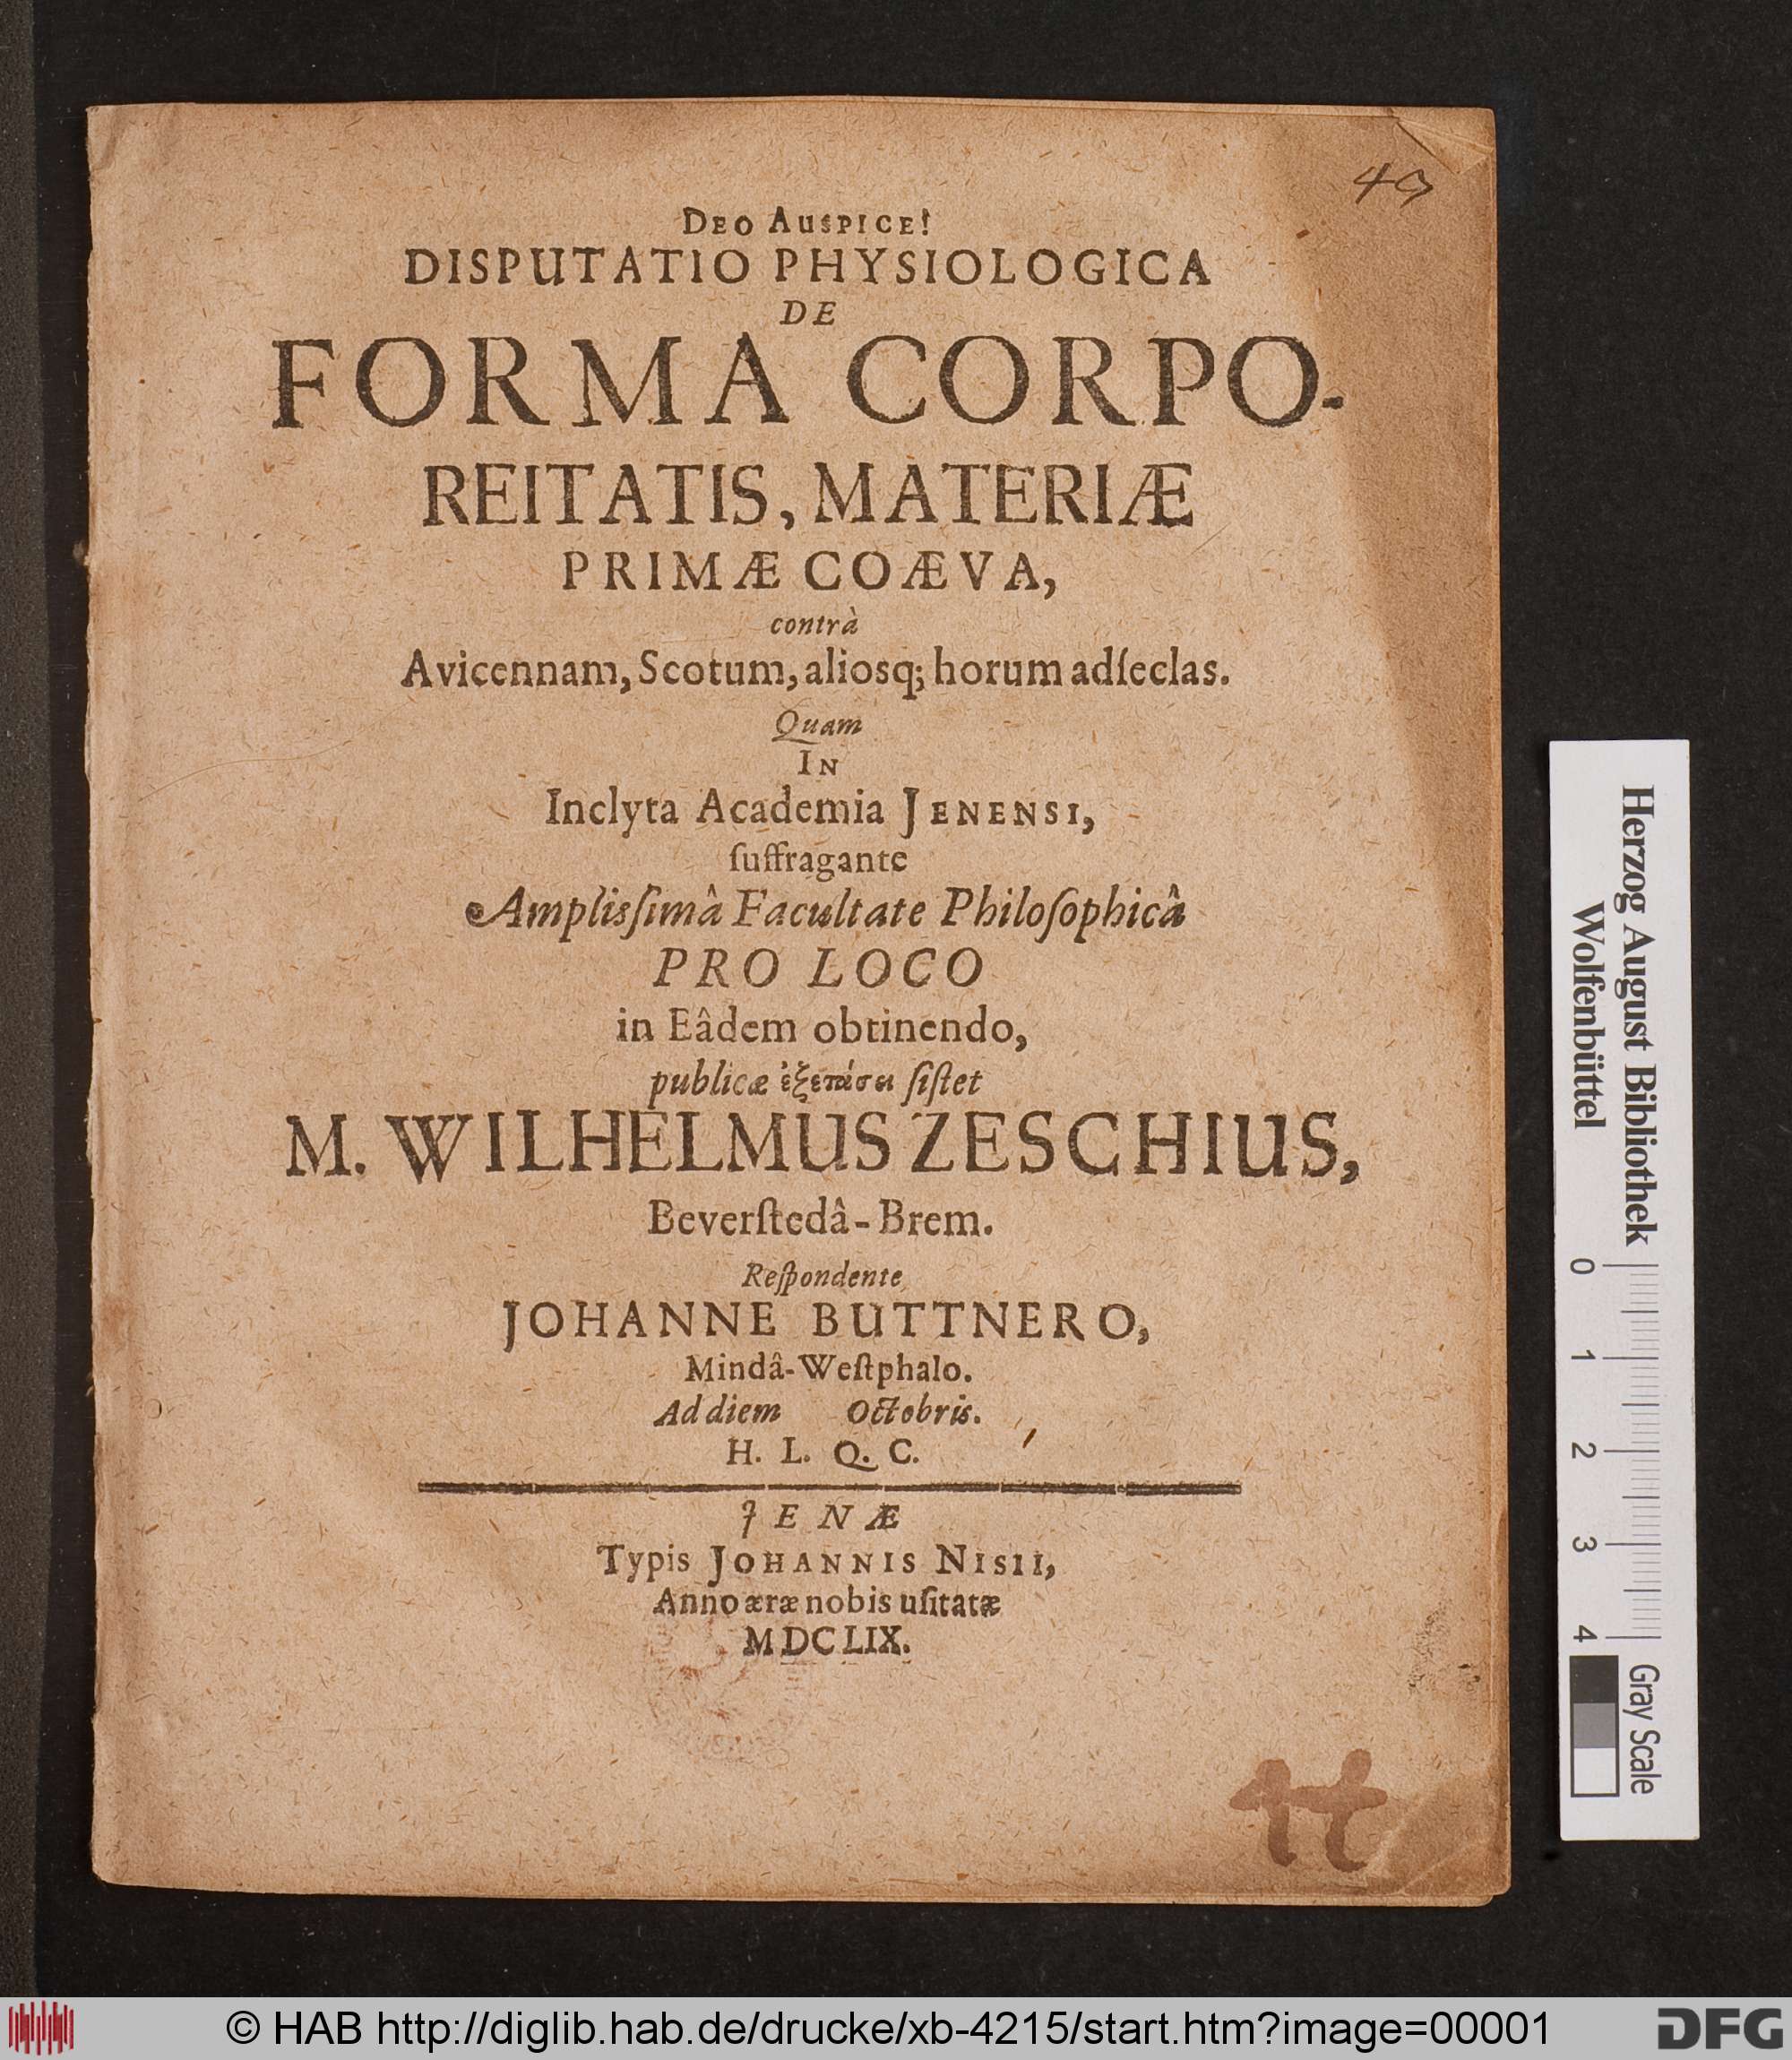 43
DEO AUSPICE!
DISPUTATIO PHYSIOLOGICA
DE
FORMA CORPO-
REITATIS, MATERIÆ
PRIMÆ COÆVA,
contrà
Avicennam, Scotum, aliosq; horum adſeclas.
Quam
IN
Inclyta Academia JENENSI,
ſuffragante
Amplisſimâ Facultate Philoſophicâ
PRO LOCO
in Eâdem obtinendo,
publicæ ἐξετάσει ſiſtet
M. WILHELMUS ZESCHIUS,
Beverſtedâ-Brem.
Reſpondente
JOHANNE BUTTNERO,
Mindâ-Weſtphalo.
Ad diem Octobris.
H. L. Q. C.
JENÆ
Typis JOHANNIS NISII,
Anno æræ nobis uſitatæ
MDCLIX.
Herzog August Bibliothek
Wolfenbüttel
0 1 2 3 4
Gray Scale
© HAB http://diglib.hab.de/drucke/xb-4215/start.htm?image=00001
DFG